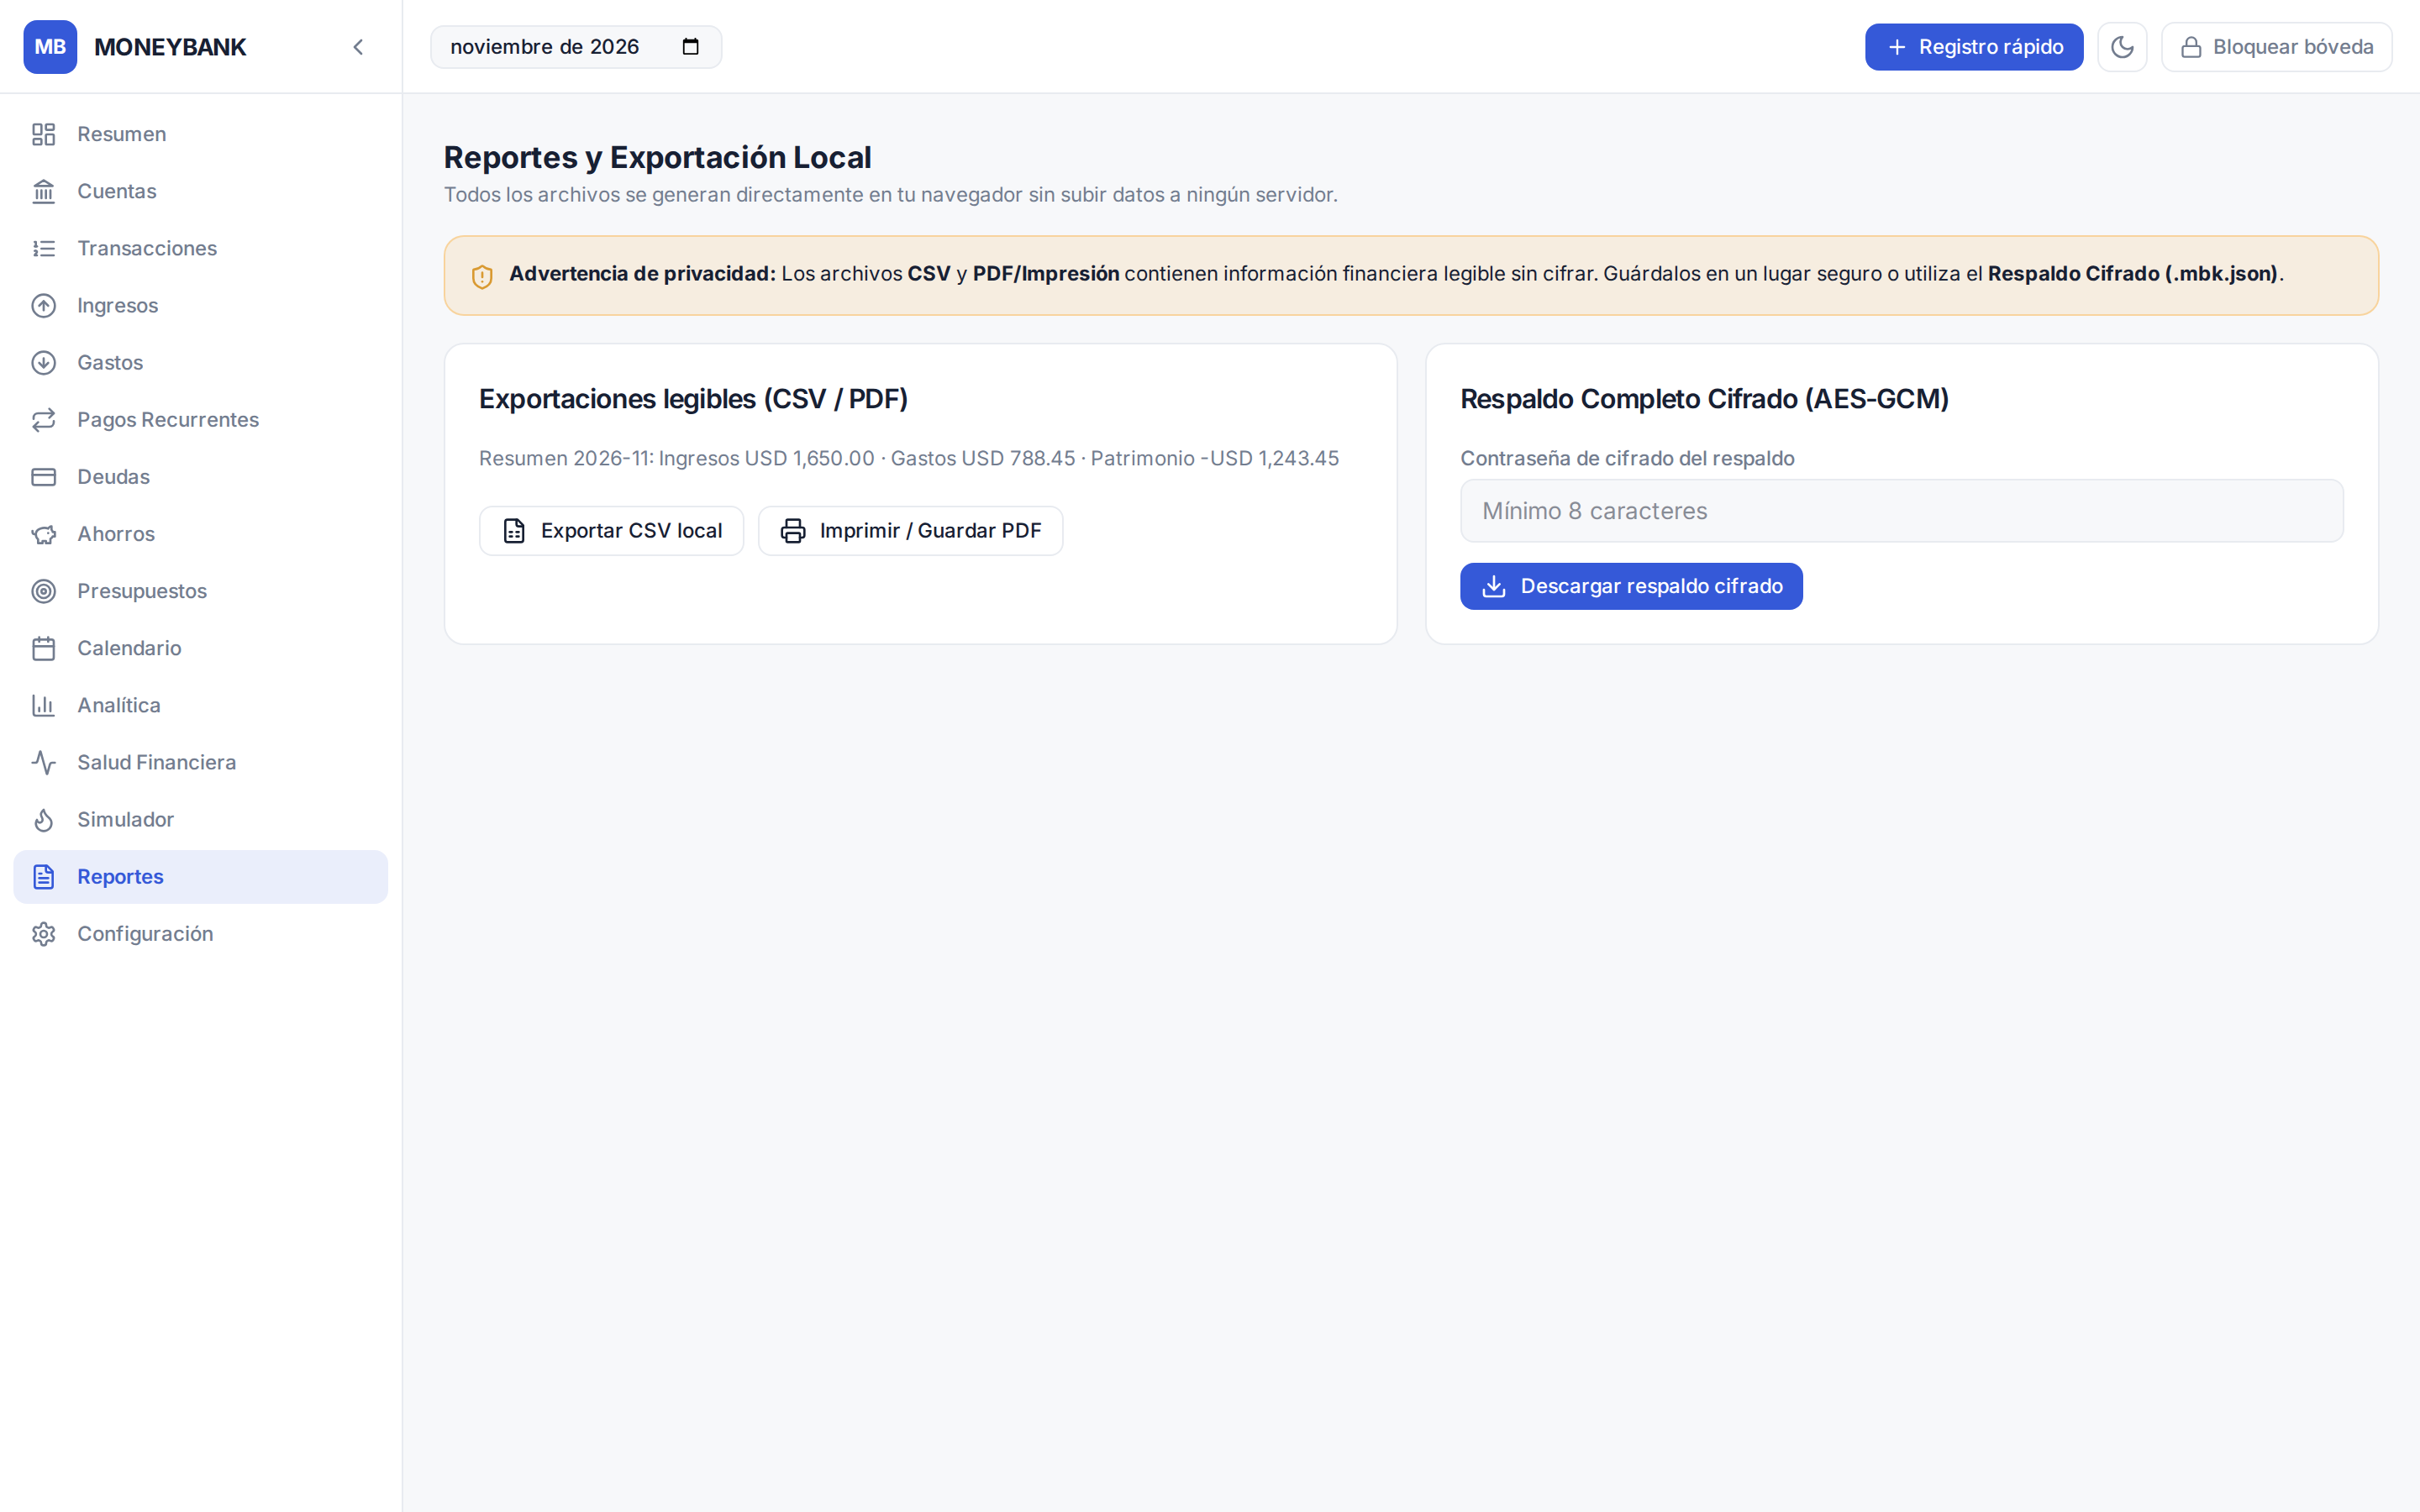 MB
MONEYBANK
noviembre de 2026
Registro rápido
Bloquear bóveda
Resumen
Cuentas
Transacciones
Ingresos
Gastos
Pagos Recurrentes
Deudas
Ahorros
Presupuestos
Calendario
Analítica
Salud Financiera
Simulador
Reportes
Configuración
Reportes y Exportación Local
Todos los archivos se generan directamente en tu navegador sin subir datos a ningún servidor.
Advertencia de privacidad: Los archivos CSV y PDF/Impresión contienen información financiera legible sin cifrar. Guárdalos en un lugar seguro o utiliza el Respaldo Cifrado (.mbk.json).
Exportaciones legibles (CSV / PDF)
Resumen 2026-11: Ingresos USD 1,650.00 · Gastos USD 788.45 · Patrimonio -USD 1,243.45
Exportar CSV local
Imprimir / Guardar PDF
Respaldo Completo Cifrado (AES-GCM)
Contraseña de cifrado del respaldo
Mínimo 8 caracteres
Descargar respaldo cifrado